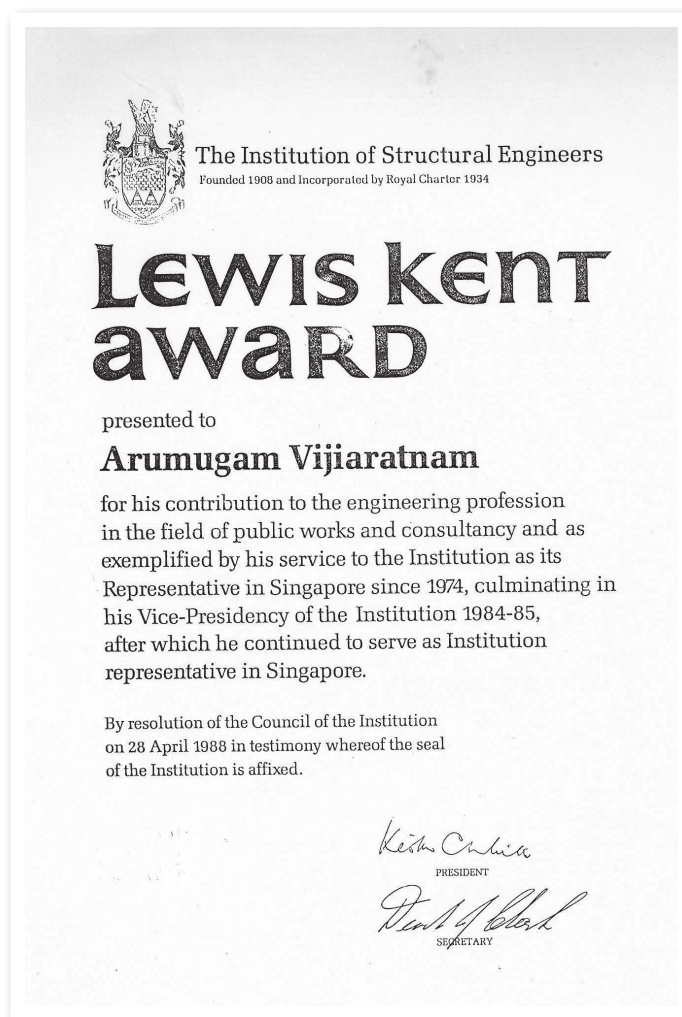 The Institution of Structural Engineers
Founded 1908 and Incorporated by Royal Charter 1934
Lewis Kent
award
presented to
Arumugam Vijiaratnam
for his contribution to the engineering profession
in the field of public works and consultancy and as
exemplified by his service to the Institution as its
Representative in Singapore since 1974, culminating in
his Vice-Presidency of the Institution 1984-85,
after which he continued to serve as Institution
representative in Singapore.
By resolution of the Council of the Institution
on 28 April 1988 in testimony whereof the seal
of the Institution is affixed.
PRESIDENT
SECRETARY